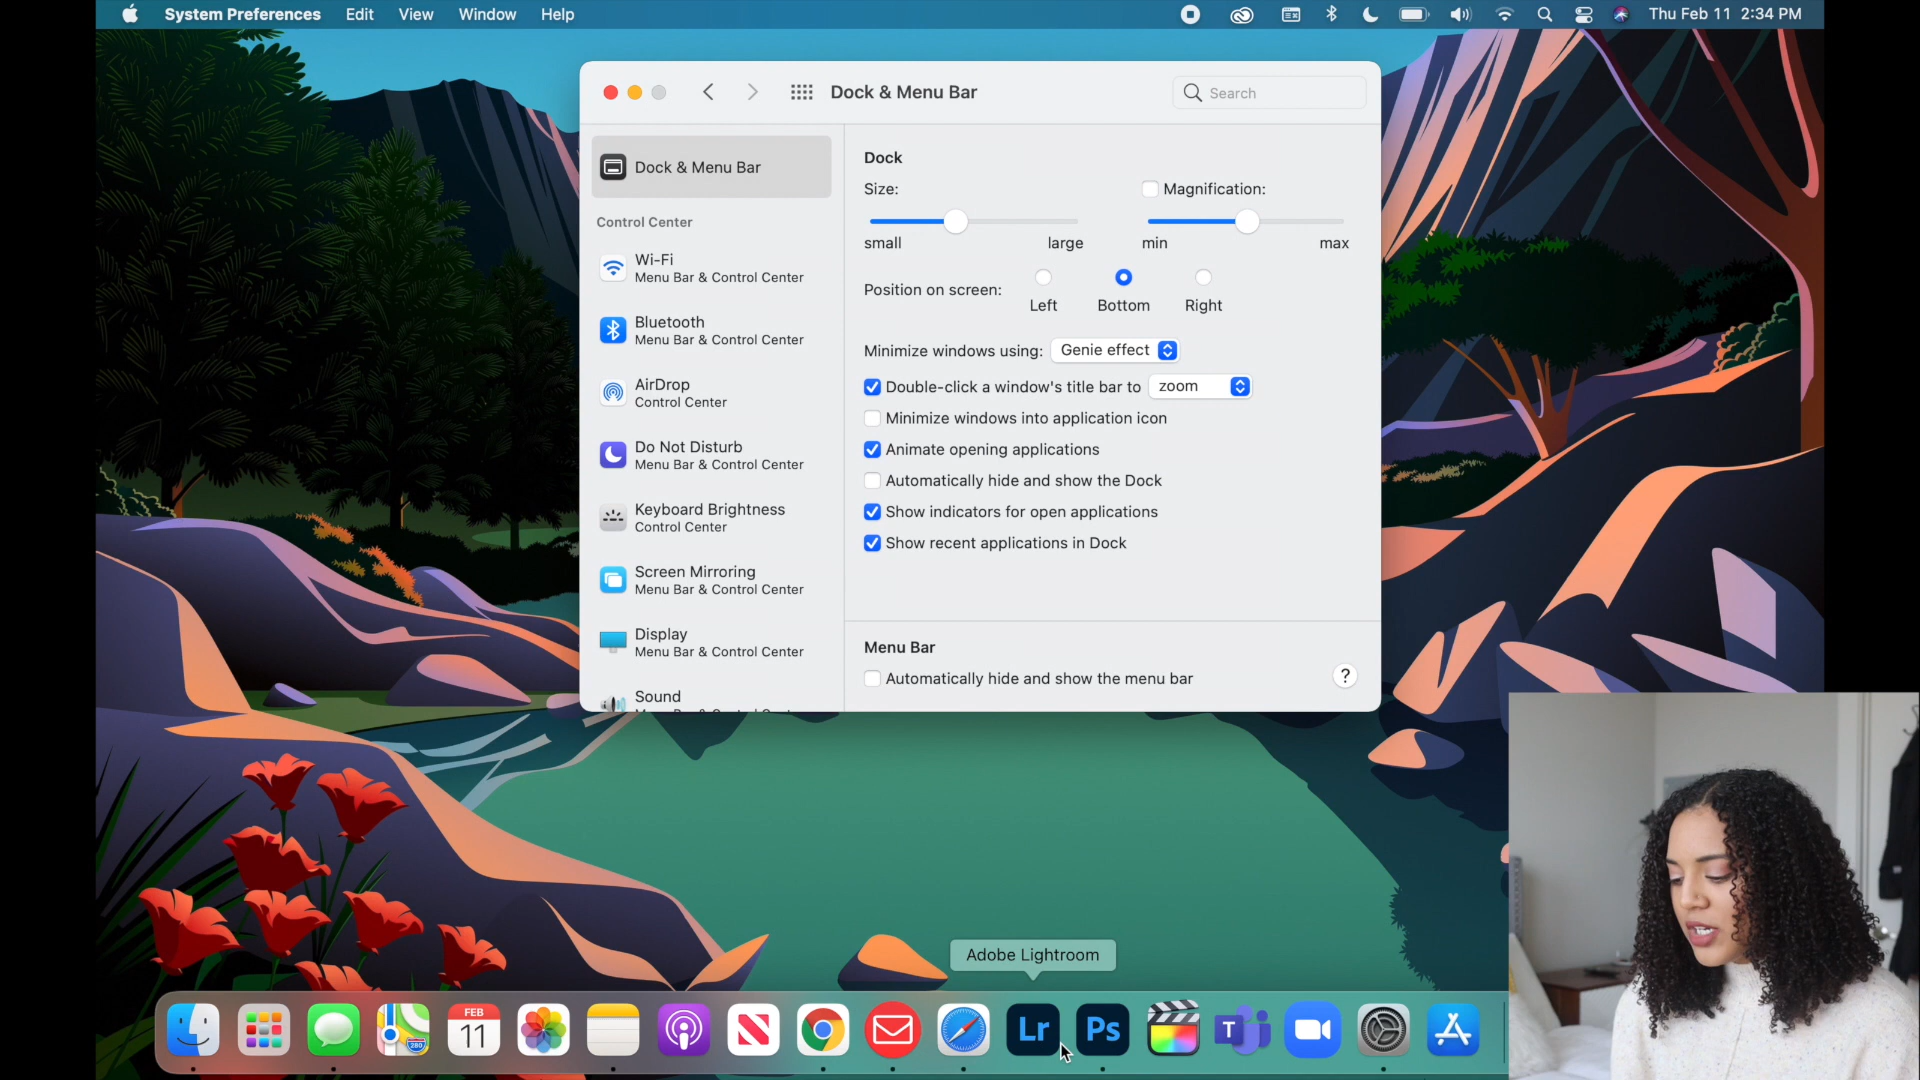 System Preferences Edit View Window Help Thu Feb 11 2:34 PM
Dock & Menu Bar
Search
Dock & Menu Bar
Control Center
Wi-Fi
Menu Bar & Control Center
Bluetooth
Menu Bar & Control Center
AirDrop
Control Center
Do Not Disturb
Menu Bar & Control Center
Keyboard Brightness
Control Center
Screen Mirroring
Menu Bar & Control Center
Display
Menu Bar & Control Center
Sound
Dock
Size: Magnification:
small large min max
Position on screen:
Left Bottom Right
Minimize windows using: Genie effect
Double-click a window's title bar to zoom
Minimize windows into application icon
Animate opening applications
Automatically hide and show the Dock
Show indicators for open applications
Show recent applications in Dock
Menu Bar
Automatically hide and show the menu bar ?
Adobe Lightroom
FEB
11
280
Lr
Ps
T